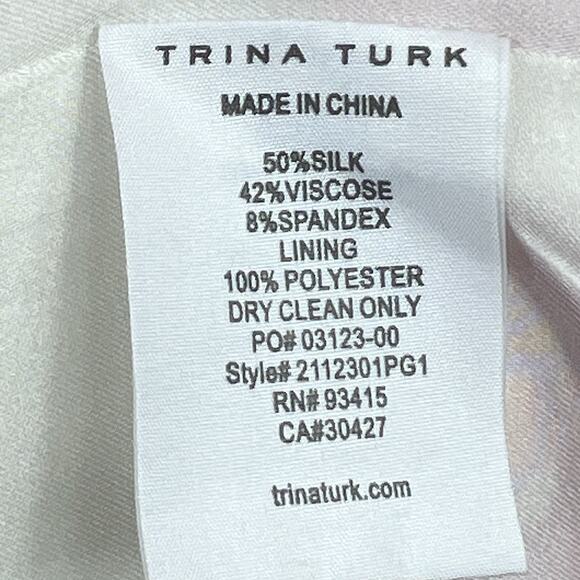 TRINA TURK
MADE IN CHINA
50%SILK
42%VISCOSE
8%SPANDEX
LINING
100% POLYESTER
DRY CLEAN ONLY
PO# 03123-00
Style# 2112301PG1
RN# 93415
CA#30427
trinaturk.com